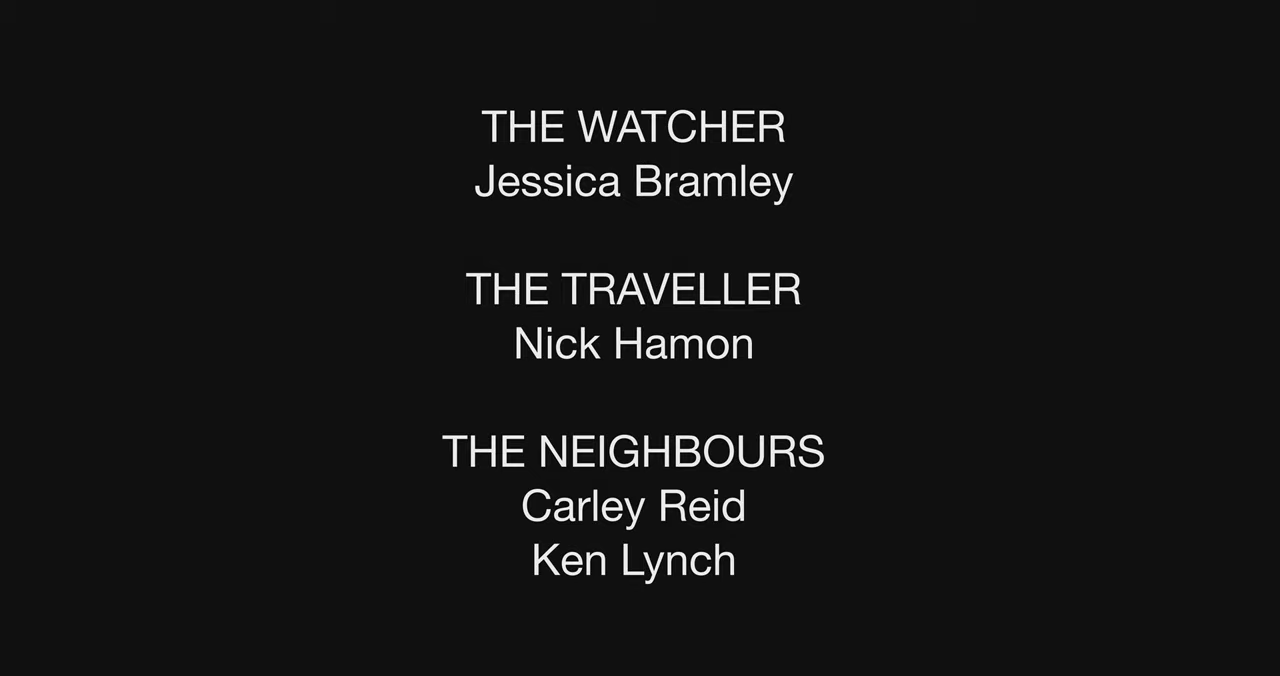 THE WATCHER
Jessica Bramley
THE TRAVELLER
Nick Hamon
THE NEIGHBOURS
Carley Reid
Ken Lynch